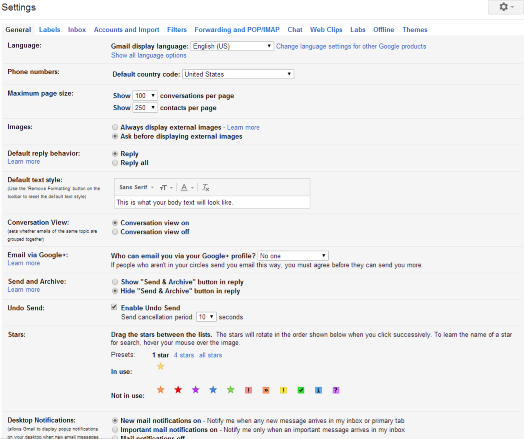 Settings
General Labels Inbox Accounts and Import Filters Forwarding and POP/IMAP Chat Web Clips Labs Offline Themes
Language: Gmail display language: English (US) Change language settings for other Google products
Show all language options
Phone numbers: Default country code: United States
Maximum page size: Show 100 conversations per page
Show 250 contacts per page
Images: Always display external images - Learn more
Ask before displaying external images
Default reply behavior: Reply
Learn more Reply all
Default text style:
(Use the 'Remove Formatting' button on the toolbar to reset the default text style)
Sans Serif
This is what your body text will look like.
Conversation View: Conversation view on
(sets whether emails of the same topic are grouped together) Conversation view off
Email via Google+: Who can email you via your Google+ profile? No one
Learn more If people who aren't in your circles send you email this way, you must agree before they can send you more.
Send and Archive: Show "Send & Archive" button in reply
Learn more Hide "Send & Archive" button in reply
Undo Send: Enable Undo Send
Send cancellation period: 10 seconds
Stars: Drag the stars between the lists. The stars will rotate in the order shown below when you click successively. To learn the name of a star
for search, hover your mouse over the image.
Presets: 1 star 4 stars all stars
In use:
Not in use:
Desktop Notifications: New mail notifications on - Notify me when any new message arrives in my inbox or primary tab
(allows Gmail to display popup notifications Important mail notifications on - Notify me only when an important message arrives in my inbox
on your desktop when new email messages Mail notifications off